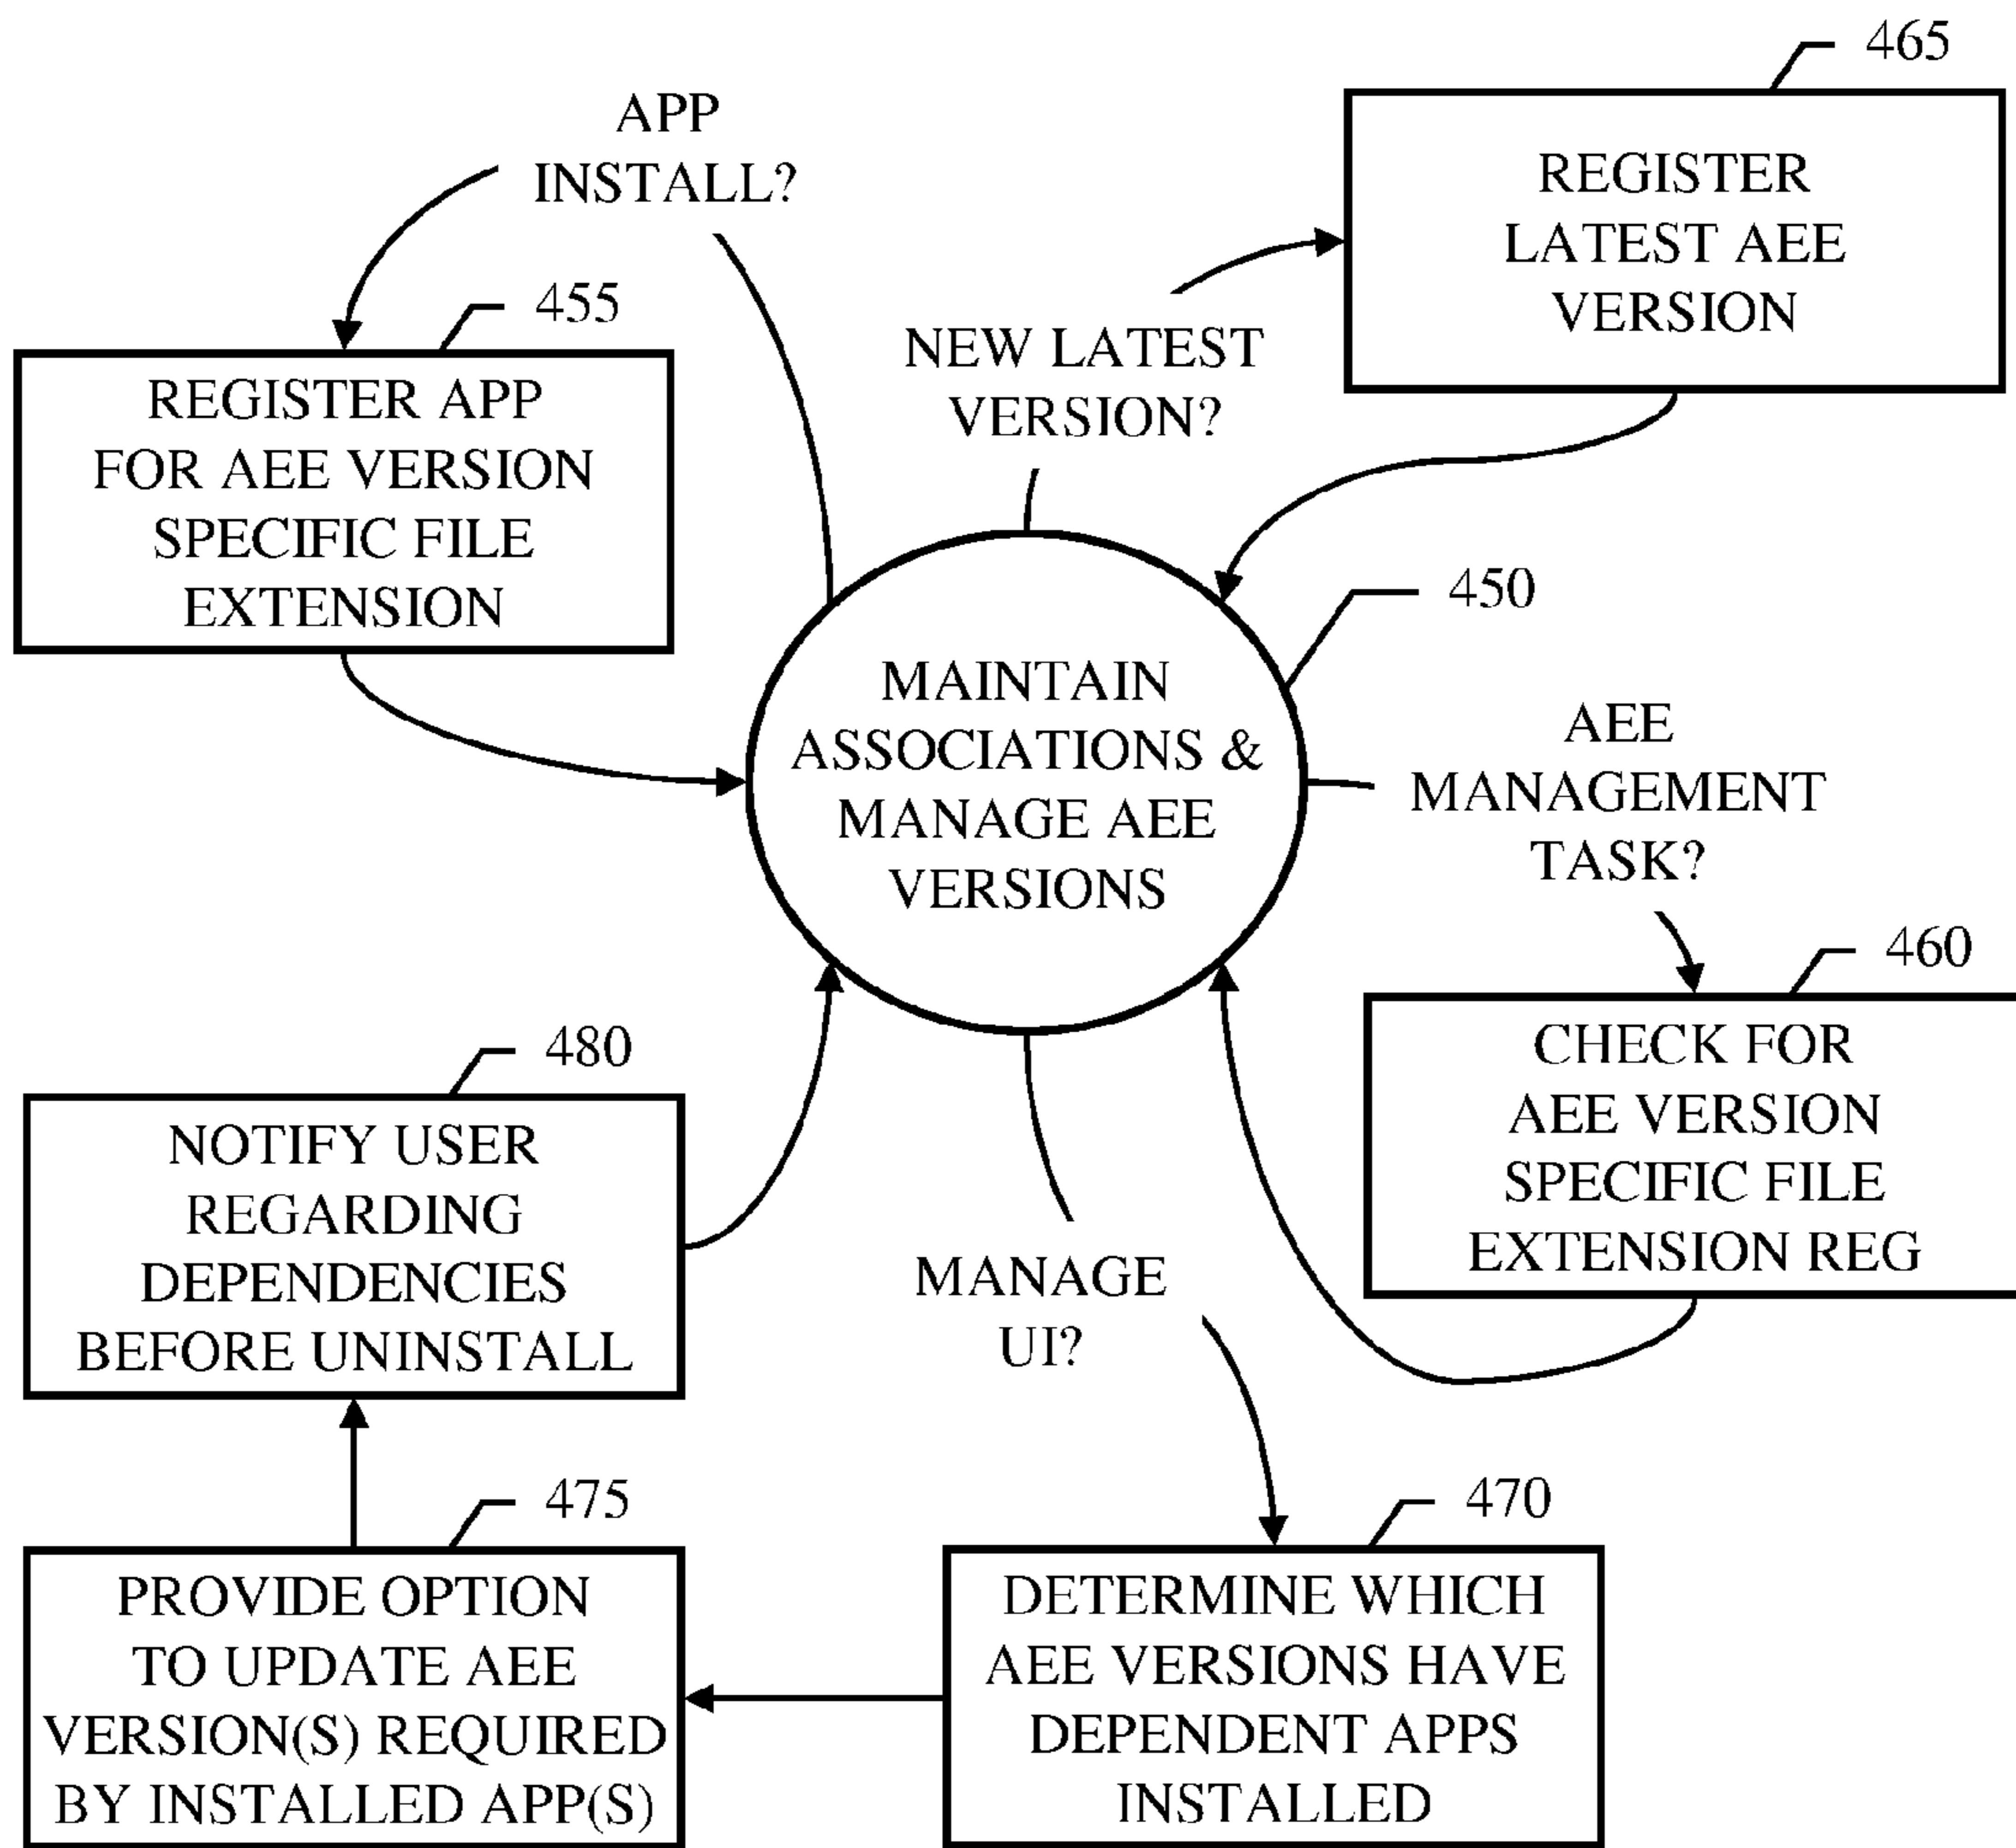 465
APP
INSTALL?
REGISTER
LATEST AEE
VERSION
455
NEW LATEST
VERSION?
REGISTER APP
FOR AEE VERSION
SPECIFIC FILE
EXTENSION
450
MAINTAIN
ASSOCIATIONS &
MANAGE AEE
VERSIONS
AEE
MANAGEMENT
TASK?
460
CHECK FOR
AEE VERSION
SPECIFIC FILE
EXTENSION REG
480
NOTIFY USER
REGARDING
DEPENDENCIES
BEFORE UNINSTALL
MANAGE
UI?
475
PROVIDE OPTION
TO UPDATE AEE
VERSION(S) REQUIRED
BY INSTALLED APP(S)
470
DETERMINE WHICH
AEE VERSIONS HAVE
DEPENDENT APPS
INSTALLED